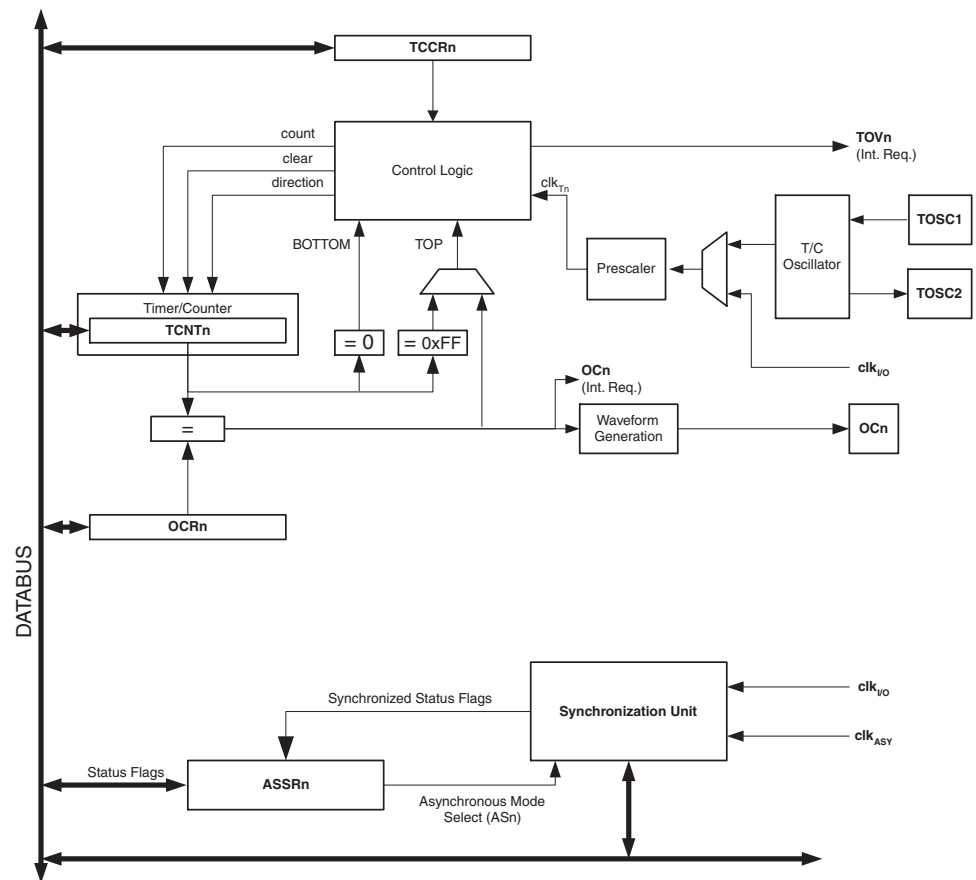 TCCRn
count
clear
direction
Control Logic
TOVn
(Int. Req.)
clkTn
BOTTOM
TOP
Prescaler
T/C
Oscillator
TOSC1
TOSC2
Timer/Counter
TCNTn
= 0
= 0xFF
clkI/O
OCn
(Int. Req.)
=
Waveform
Generation
OCn
OCRn
DATABUS
Synchronized Status Flags
Synchronization Unit
clkI/O
clkASY
Status Flags
ASSRn
Asynchronous Mode
Select (ASn)